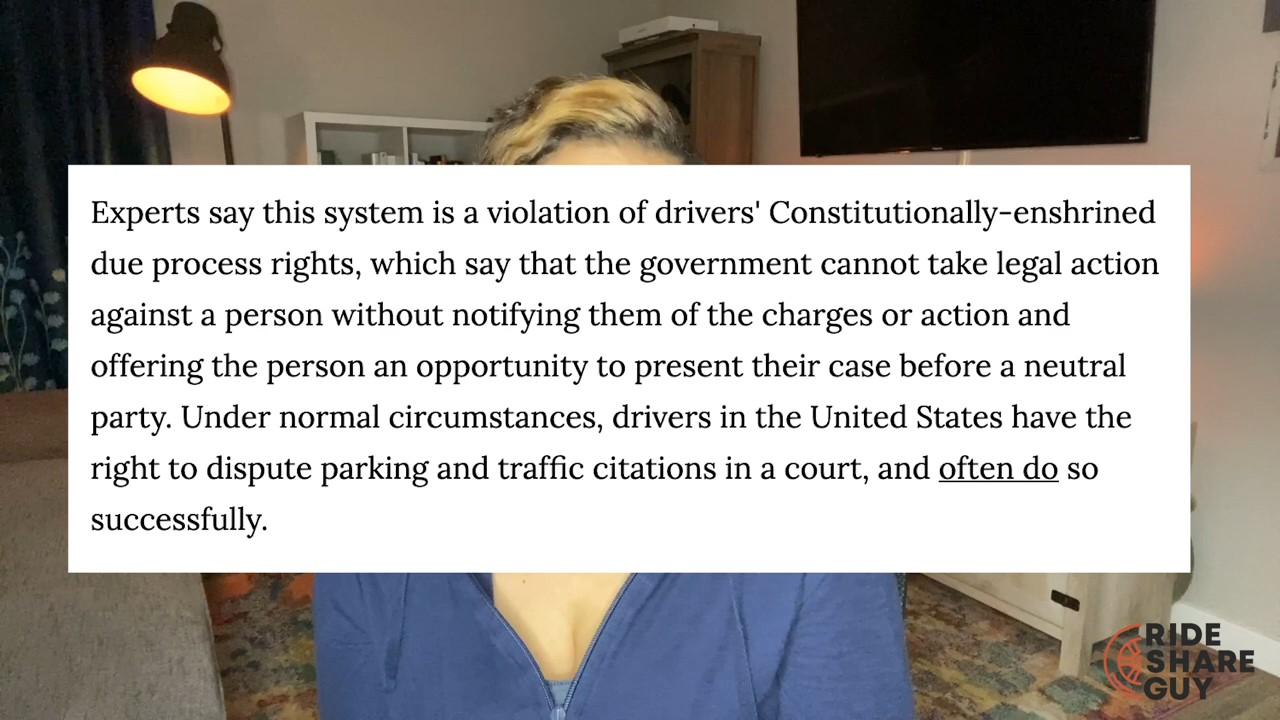 Experts say this system is a violation of drivers' Constitutionally-enshrined
due process rights, which say that the government cannot take legal action
against a person without notifying them of the charges or action and
offering the person an opportunity to present their case before a neutral
party. Under normal circumstances, drivers in the United States have the
right to dispute parking and traffic citations in a court, and often do so
successfully.
RIDE
SHARE
GUY